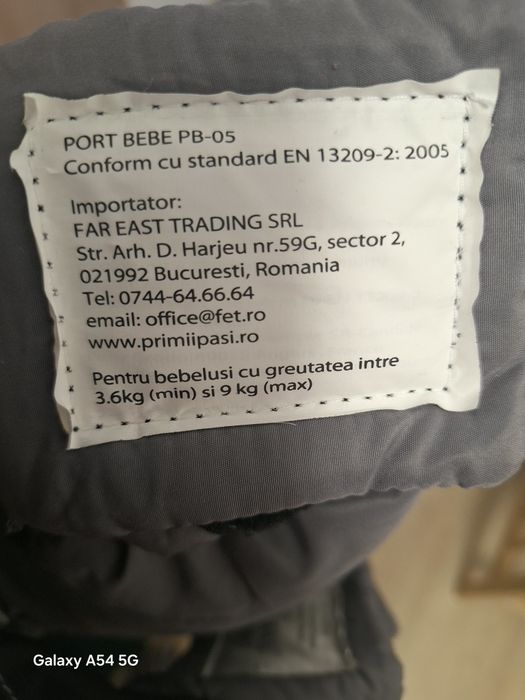 PORT BEBE PB-05
Conform cu standard EN 13209-2: 2005
Importator:
FAR EAST TRADING SRL
Str. Arh. D. Harjeu nr.59G, sector 2,
021992 Bucuresti, Romania
Tel: 0744-64.66.64
email: office@fet.ro
www.primiipasi.ro
Pentru bebelusi cu greutatea intre
3.6kg (min) si 9 kg (max)
Galaxy A54 5G